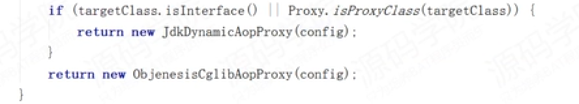 if (targetClass.isInterface() || Proxy.isProxyClass(targetClass)) {
return new JdkDynamicAopProxy(config);
}
return new ObjenesisCglibAopProxy(config);
}